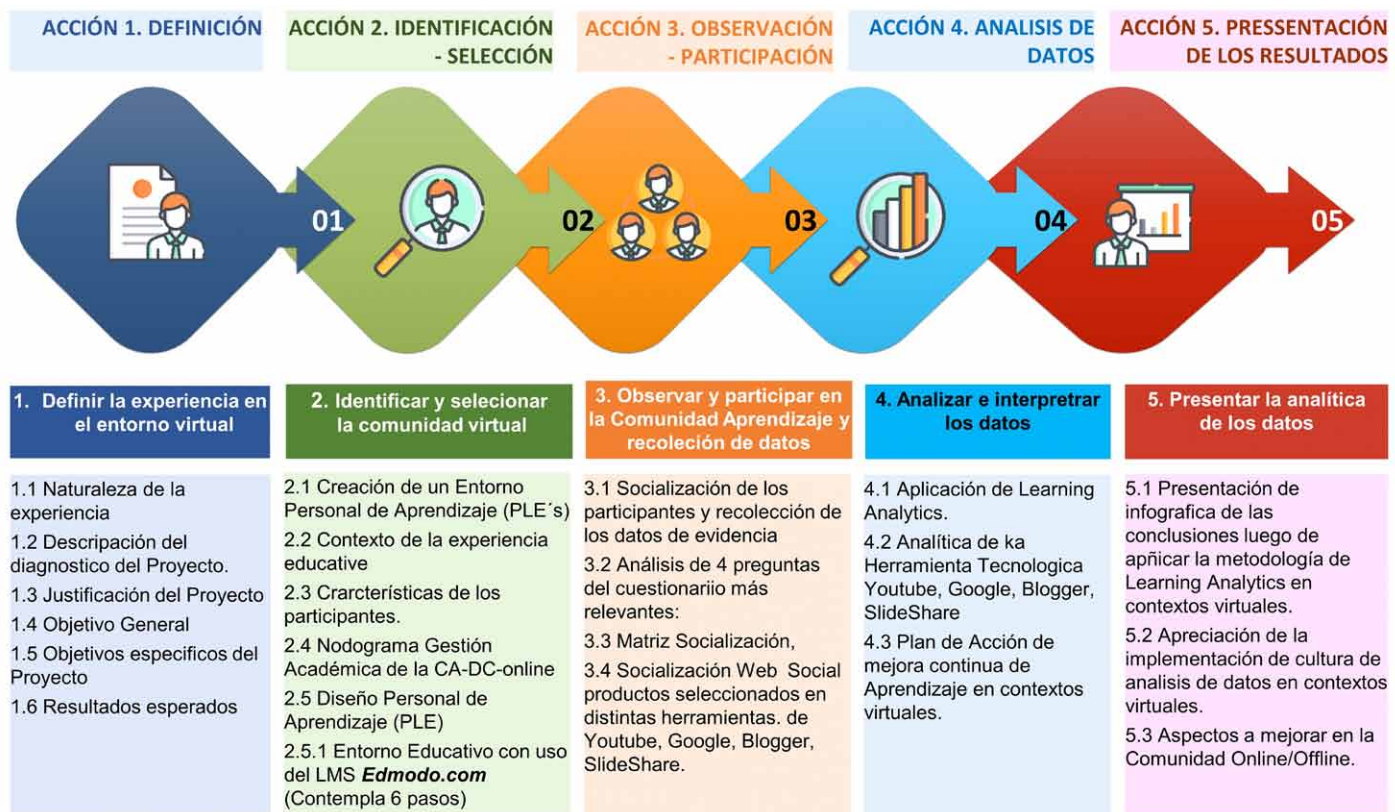 ACCIÓN 1. DEFINICIÓN
ACCIÓN 2. IDENTIFICACIÓN
- SELECCIÓN
ACCIÓN 3. OBSERVACIÓN
- PARTICIPACIÓN
ACCIÓN 4. ANALISIS DE
DATOS
ACCIÓN 5. PRESSENTACIÓN
DE LOS RESULTADOS
01
02
03
04
05
1. Definir la experiencia en
el entorno virtual
1.1 Naturaleza de la
experiencia
1.2 Descripación del
diagnostico del Proyecto.
1.3 Justificación del Proyecto
1.4 Objetivo General
1.5 Objetivos especificos del
Proyecto
1.6 Resultados esperados
2. Identificar y selecionar
la comunidad virtual
2.1 Creación de un Entorno
Personal de Aprendizaje (PLE´s)
2.2 Contexto de la experiencia
educative
2.3 Crarcterísticas de los
participantes.
2.4 Nodograma Gestión
Académica de la CA-DC-online
2.5 Diseño Personal de
Aprendizaje (PLE)
2.5.1 Entorno Educativo con uso
del LMS Edmodo.com
(Contempla 6 pasos)
3. Observar y participar en
la Comunidad Aprendizaje y
recoleción de datos
3.1 Socialización de los
participantes y recolección de
los datos de evidencia
3.2 Análisis de 4 preguntas
del cuestionariio más
relevantes:
3.3 Matriz Socialización,
3.4 Socialización Web Social
productos seleccionados en
distintas herramientas. de
Youtube, Google, Blogger,
SlideShare.
4. Analizar e interpretrar
los datos
4.1 Aplicación de Learning
Analytics.
4.2 Analítica de ka
Herramienta Tecnologica
Youtube, Google, Blogger,
SlideShare
4.3 Plan de Acción de
mejora continua de
Aprendizaje en contextos
virtuales.
5. Presentar la analítica
de los datos
5.1 Presentación de
infografica de las
conclusiones luego de
apñicar la metodología de
Learning Analytics en
contextos virtuales.
5.2 Apreciación de la
implementación de cultura de
analisis de datos en contextos
virtuales.
5.3 Aspectos a mejorar en la
Comunidad Online/Offline.